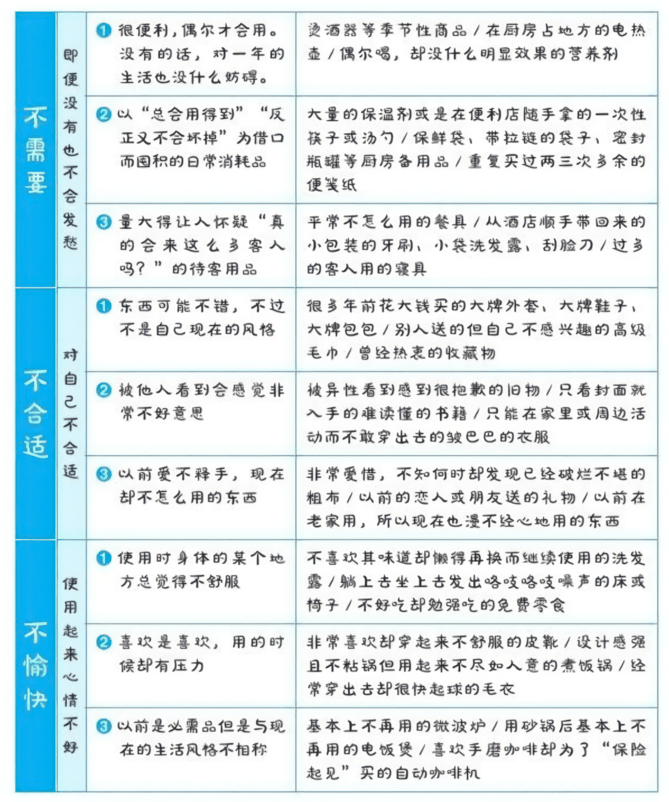 不需要
即便没有也不会发愁
❶ 很便利,偶尔才会用。
没有的话,对一年的
生活也没什么妨碍。
烫酒器等季节性商品/在厨房占地方的电热
壶/偶尔喝,却没什么明显效果的营养剂
❷ 以“总会用得到”“反
正又不会坏掉”为借口
而囤积的日常消耗品
大量的保温剂或是在便利店随手拿的一次性
筷子或汤勺/保鲜袋、带拉链的袋子、密封
瓶罐等厨房备用品/重复买过两三次多余的
便笺纸
❸ 量大得让人怀疑“真
的会来这么多客人
吗?”的待客用品
平常不怎么用的餐具/从酒店顺手带回来的
小包装的牙刷、小袋洗发露、刮脸刀/过多
的客人用的寝具
不合适
对自己不合适
❶ 东西可能不错,不过
不是自己现在的风格
很多年前花大钱买的大牌外套、大牌鞋子、
大牌包包/别人送的但自己不感兴趣的高级
毛巾/曾经热衷的收藏物
❷ 被他人看到会感觉非
常不好意思
被异性看到感到很抱歉的旧物/只看封面就
入手的难读懂的书籍/只能在家里或周边活
动而不敢穿出去的皱巴巴的衣服
❸ 以前爱不释手,现在
却不怎么用的东西
非常爱惜,不知何时却发现已经破烂不堪的
粗布/以前的恋人或朋友送的礼物/以前在
老家用,所以现在也漫不经心地用的东西
不愉快
使用起来心情不好
❶ 使用时身体的某个地
方总觉得不舒服
不喜欢其味道却懒得再换而继续使用的洗发
露/躺上去坐上去发出咯吱咯吱噪声的床或
椅子/不好吃却勉强吃的免费零食
❷ 喜欢是喜欢,用的时
候却有压力
非常喜欢却穿起来不舒服的皮靴/设计感强
且不粘锅但用起来不尽如人意的煮饭锅/经
常穿出去却很快起球的毛衣
❸ 以前是必需品但是与现
在的生活风格不相称
基本上不再用的微波炉/用砂锅后基本上不
再用的电饭煲/喜欢手磨咖啡却为了“保险
起见”买的自动咖啡机